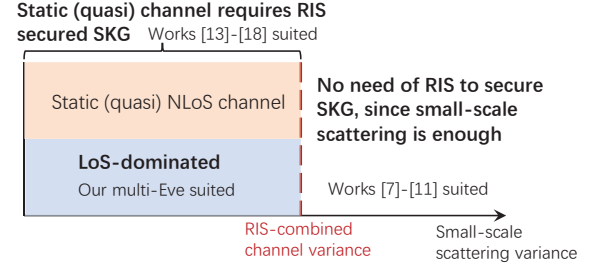 Static (quasi) channel requires RIS
secured SKG Works [13]-[18] suited
Static (quasi) NLoS channel
No need of RIS to secure
SKG, since small-scale
scattering is enough
LoS-dominated
Our multi-Eve suited
Works [7]-[11] suited
RIS-combined
channel variance
Small-scale
scattering variance